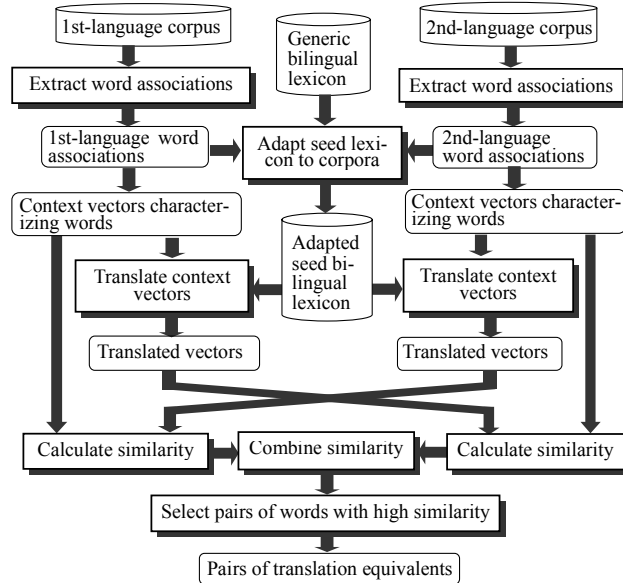 1st-language corpus
Generic
bilingual
lexicon
2nd-language corpus
Extract word associations
Extract word associations
1st-language word
associations
Adapt seed lexi-
con to corpora
2nd-language
word associations
Context vectors character-
izing words
Context vectors character-
izing words
Adapted
seed bi-
lingual
lexicon
Translate context
vectors
Translate context
vectors
Translated vectors
Translated vectors
Calculate similarity
Combine similarity
Calculate similarity
Select pairs of words with high similarity
Pairs of translation equivalents